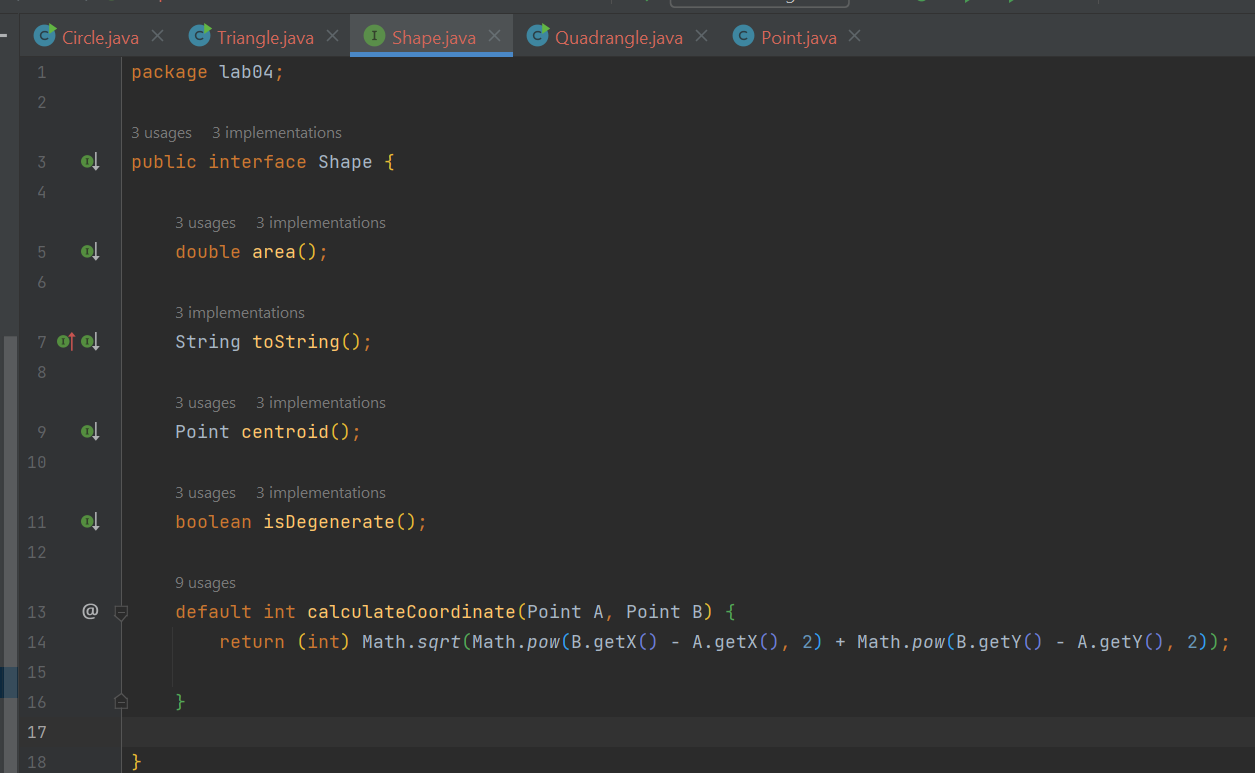 Circle.java Triangle.java Shape.java Quadrangle.java Point.java
1 package lab04;
2
3 usages 3 implementations
3 public interface Shape {
4
3 usages 3 implementations
5 double area();
6
3 implementations
7 String toString();
8
3 usages 3 implementations
9 Point centroid();
10
3 usages 3 implementations
11 boolean isDegenerate();
12
9 usages
13 @ default int calculateCoordinate(Point A, Point B) {
14 return (int) Math.sqrt(Math.pow(B.getX() - A.getX(), 2) + Math.pow(B.getY() - A.getY(), 2));
15
16 }
17
18 }